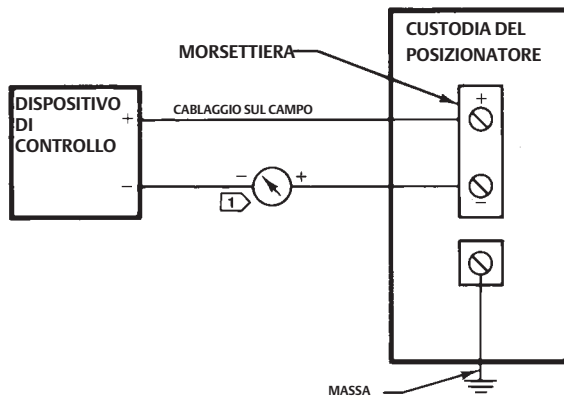 CUSTODIA DEL
POSIZIONATORE
MORSETTIERA
DISPOSITIVO
DI
CONTROLLO
+
−
CABLAGGIO SUL CAMPO
− +
1
+
−
MASSA